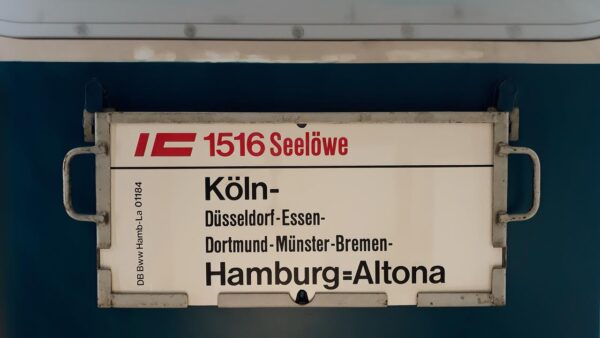 IC 1516 Seelöwe
Köln-
Düsseldorf-Essen-
Dortmund-Münster-Bremen-
Hamburg=Altona
DB Bww Hamb-La 01184